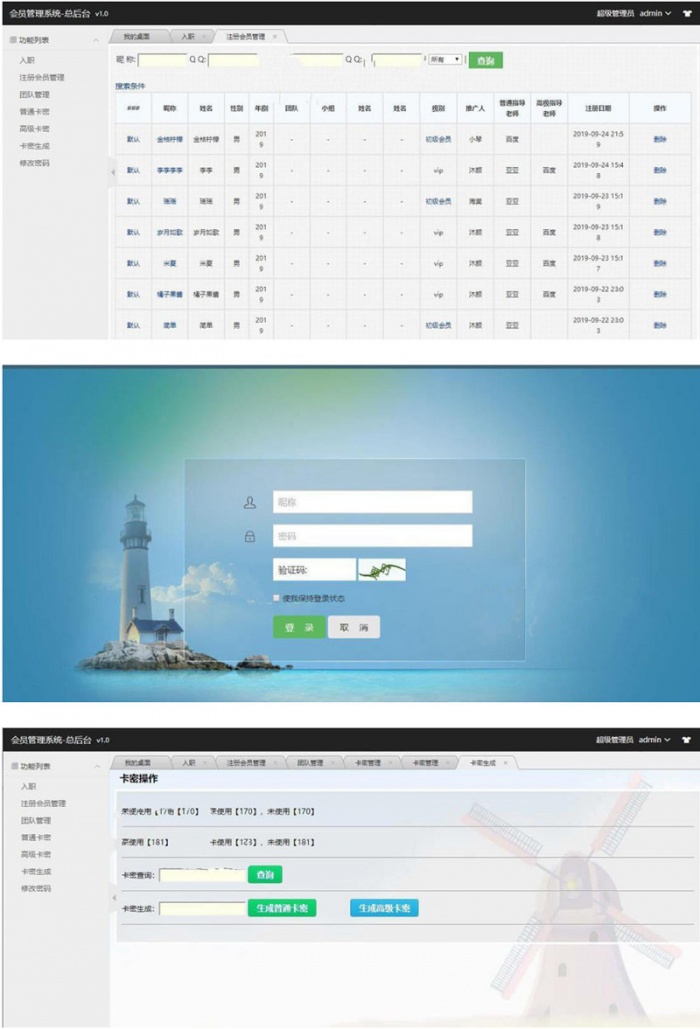 会员管理系统-总后台 v1.0 超级管理员 admin
功能列表 我的桌面 入职 × 注册会员管理 ×
入职
注册会员管理
团队管理
普通卡密
高级卡密
卡密生成
修改密码
昵 称: Q Q: Q Q: 所有 查询
搜索条件
### 昵称 姓名 性别 年龄 团队 小组 姓名 姓名 级别 推广人 普通指导老师 高级指导老师 注册日期 操作
默认 金桔柠檬 金桔柠檬 男 2019 - - - - 初级会员 小琴 百度 2019-09-24 21:59 删除
默认 李李李李 李李 男 2019 - - - - vip 沐颜 豆豆 百度 2019-09-24 15:48 删除
默认 瑶瑶 瑶瑶 男 2019 - - - - 初级会员 豆豆 2019-09-23 15:19 删除
默认 岁月如歌 岁月如歌 男 2019 - - - - vip 沐颜 豆豆 百度 2019-09-23 15:18 删除
默认 米夏 米夏 男 2019 - - - - vip 沐颜 豆豆 百度 2019-09-23 15:17 删除
默认 橘子果酱 橘子果酱 男 2019 - - - - vip 沐颜 豆豆 百度 2019-09-22 23:03 删除
默认 简单 简单 男 2019 - - - - 初级会员 沐颜 豆豆 2019-09-22 23:03 删除
昵称
密码
验证码:
使我保持登录状态
登 录 取 消
会员管理系统-总后台 v1.0 超级管理员 admin
功能列表 我的桌面 入职 × 注册会员管理 × 团队管理 × 卡密管理 × 卡密管理 × 卡密生成 ×
入职
注册会员管理
团队管理
普通卡密
高级卡密
卡密生成
修改密码
卡密操作
使用【170】，未使用【170】
使用【181】 卡使用【123】，未使用【181】
卡密查询: 查询
卡密生成: 生成普通卡密 生成高级卡密